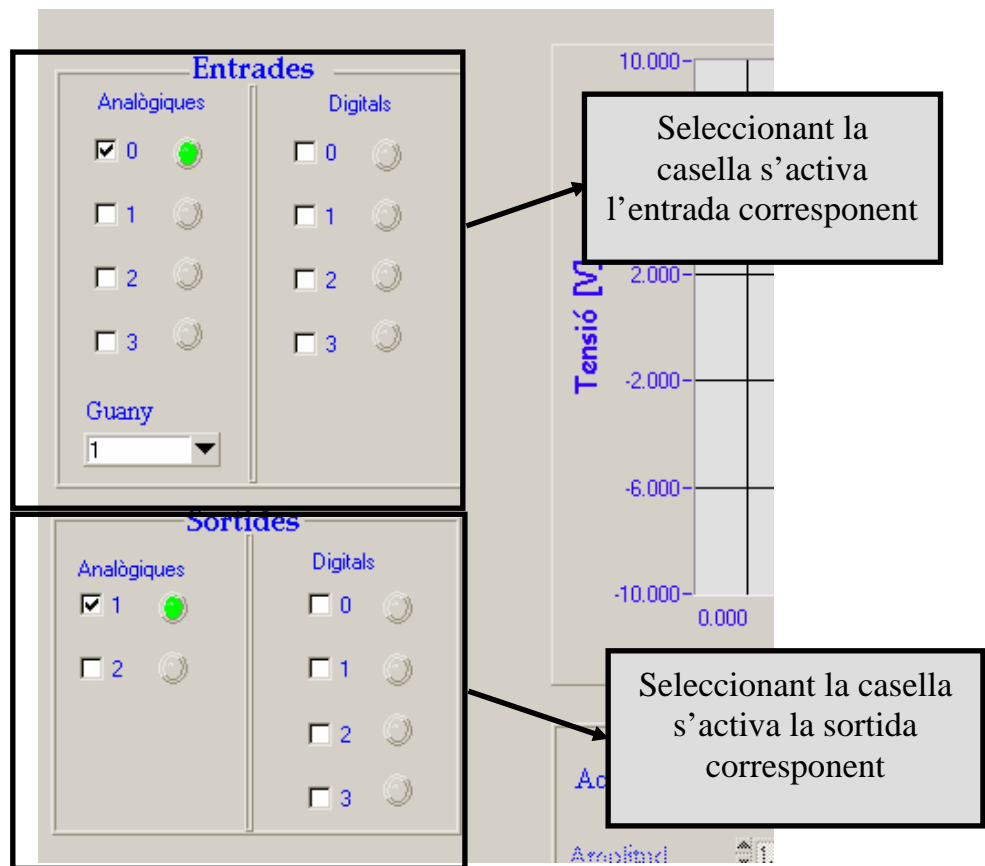 Entrades
Analògiques
Digitals
0
0
1
1
2
2
3
3
Guany
1
Sortides
Analògiques
Digitals
1
0
2
1
2
3
10.000
Tensió [V]
2.000
-2.000
-6.000
-10.000
0.000
Seleccionant la
casella s’activa
l’entrada corresponent
Seleccionant la casella
s’activa la sortida
corresponent